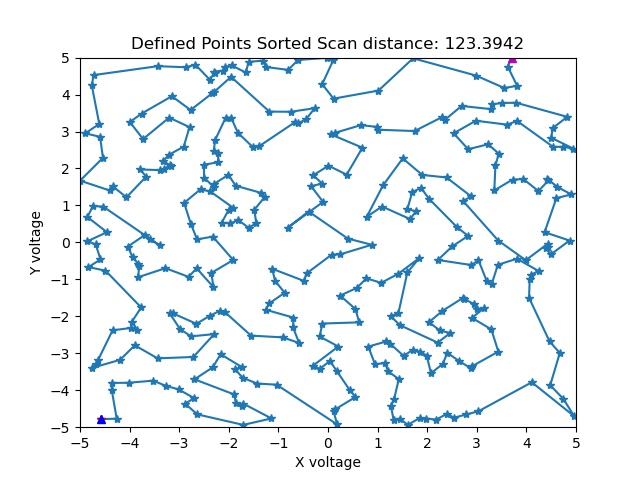 Defined Points Sorted Scan distance: 123.3942
5
4
3
2
1
0
−1
−2
−3
−4
−5
Y voltage
−5 −4 −3 −2 −1 0 1 2 3 4 5
X voltage